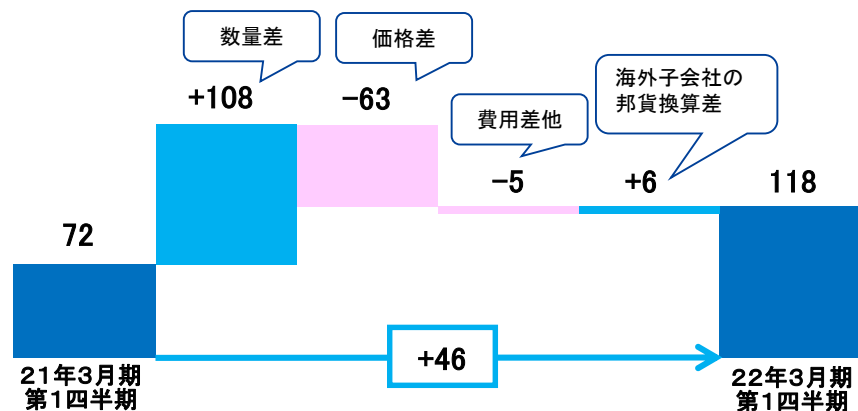 数量差
価格差
海外子会社の
邦貨換算差
費用差他
+108
−63
−5
+6
118
72
+46
21年3月期
第1四半期
22年3月期
第1四半期